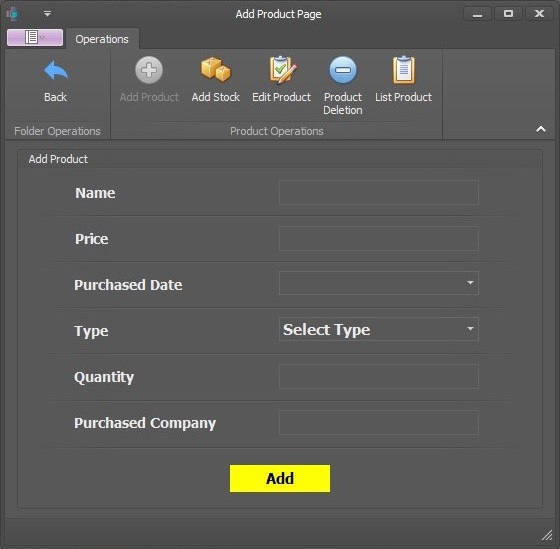 Add Product Page
Operations
Back
Add Product
Add Stock
Edit Product
Product
Deletion
List Product
Folder Operations
Product Operations
Add Product
Name
Price
Purchased Date
Type
Select Type
Quantity
Purchased Company
Add